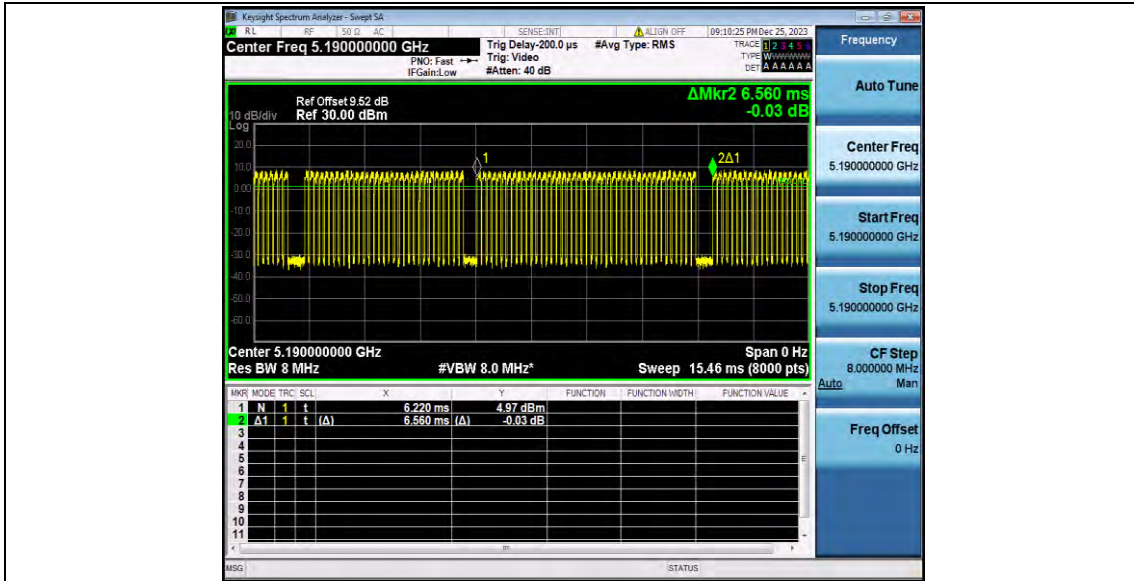 Keysight Spectrum Analyzer - Swept SA
RL RF 50 Ω AC SENSE:INT ALIGN OFF 09:10:25 PM Dec 25, 2023
Center Freq 5.190000000 GHz
PNO: Fast
IFGain:Low
Trig Delay-200.0 µs
Trig: Video
#Atten: 40 dB
#Avg Type: RMS
TRACE 1 2 3 4 5 6
TYPE W
DET A A A A A A
Frequency
Auto Tune
Center Freq
5.190000000 GHz
Start Freq
5.190000000 GHz
Stop Freq
5.190000000 GHz
CF Step
8.000000 MHz
Auto Man
Freq Offset
0 Hz
ΔMkr2 6.560 ms
-0.03 dB
Ref Offset 9.52 dB
10 dB/div Ref 30.00 dBm
Log
20.0
10.0
0.00
-10.0
-20.0
-30.0
-40.0
-50.0
-60.0
1
2Δ1
Center 5.190000000 GHz Span 0 Hz
Res BW 8 MHz #VBW 8.0 MHz* Sweep 15.46 ms (8000 pts)
MKR MODE TRC SCL X Y FUNCTION FUNCTION WIDTH FUNCTION VALUE
1 N 1 t 6.220 ms 4.97 dBm
2 Δ1 1 t (Δ) 6.560 ms (Δ) -0.03 dB
3
4
5
6
7
8
9
10
11
MSG STATUS